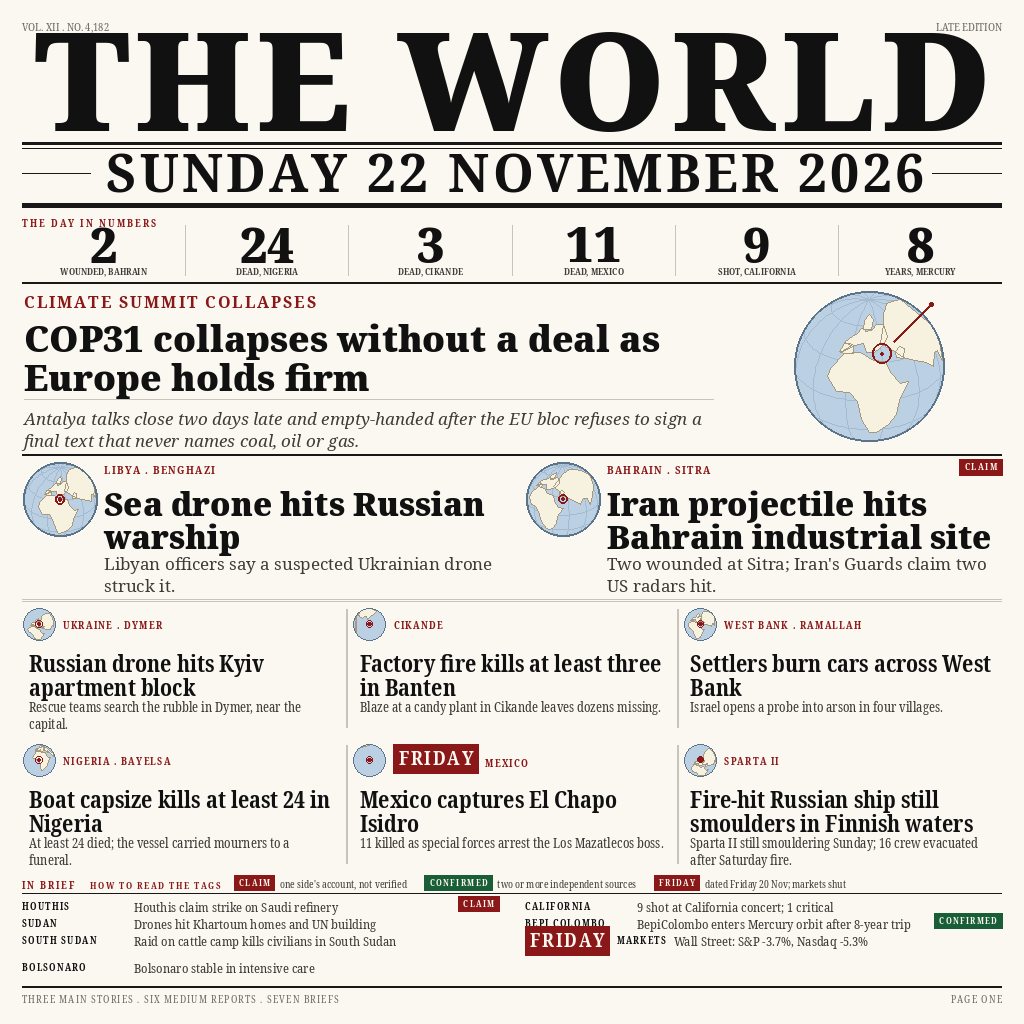 VOL. XII . NO. 4,182
LATE EDITION
THE WORLD
SUNDAY 22 NOVEMBER 2026
THE DAY IN NUMBERS
2
WOUNDED, BAHRAIN
24
DEAD, NIGERIA
3
DEAD, CIKANDE
11
DEAD, MEXICO
9
SHOT, CALIFORNIA
8
YEARS, MERCURY
CLIMATE SUMMIT COLLAPSES
COP31 collapses without a deal as
Europe holds firm
Antalya talks close two days late and empty-handed after the EU bloc refuses to sign a
final text that never names coal, oil or gas.
LIBYA . BENGHAZI
Sea drone hits Russian
warship
Libyan officers say a suspected Ukrainian drone
struck it.
BAHRAIN . SITRA
CLAIM
Iran projectile hits
Bahrain industrial site
Two wounded at Sitra; Iran's Guards claim two
US radars hit.
UKRAINE . DYMER
Russian drone hits Kyiv
apartment block
Rescue teams search the rubble in Dymer, near the
capital.
CIKANDE
Factory fire kills at least three
in Banten
Blaze at a candy plant in Cikande leaves dozens missing.
WEST BANK . RAMALLAH
Settlers burn cars across West
Bank
Israel opens a probe into arson in four villages.
NIGERIA . BAYELSA
Boat capsize kills at least 24 in
Nigeria
At least 24 died; the vessel carried mourners to a
funeral.
FRIDAY MEXICO
Mexico captures El Chapo
Isidro
11 killed as special forces arrest the Los Mazatlecos boss.
SPARTA II
Fire-hit Russian ship still
smoulders in Finnish waters
Sparta II still smouldering Sunday; 16 crew evacuated
after Saturday fire.
IN BRIEF HOW TO READ THE TAGS CLAIM one side's account, not verified CONFIRMED two or more independent sources FRIDAY dated Friday 20 Nov; markets shut
HOUTHIS Houthis claim strike on Saudi refinery CLAIM
SUDAN Drones hit Khartoum homes and UN building
SOUTH SUDAN Raid on cattle camp kills civilians in South Sudan
BOLSONARO Bolsonaro stable in intensive care
CALIFORNIA 9 shot at California concert; 1 critical
BEPI COLOMBO BepiColombo enters Mercury orbit after 8-year trip CONFIRMED
FRIDAY MARKETS Wall Street: S&P -3.7%, Nasdaq -5.3%
THREE MAIN STORIES . SIX MEDIUM REPORTS . SEVEN BRIEFS
PAGE ONE